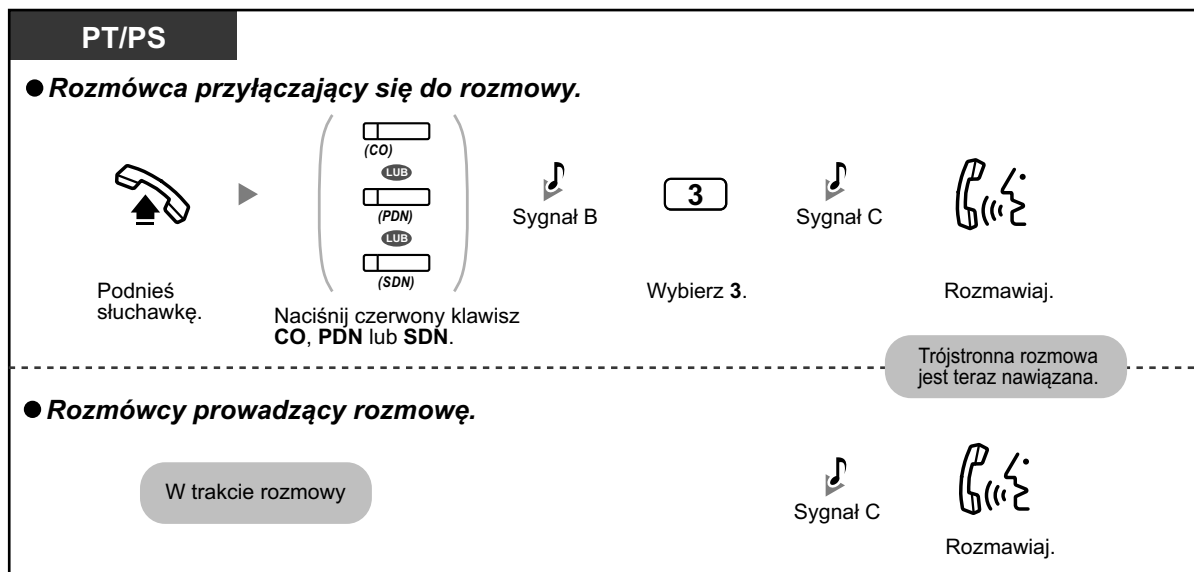 PT/PS
● Rozmówca przyłączający się do rozmowy.
(CO)
LUB
(PDN)
LUB
(SDN)
Sygnał B
3
Sygnał C
Podnieś
słuchawkę.
Naciśnij czerwony klawisz
CO, PDN lub SDN.
Wybierz 3.
Rozmawiaj.
Trójstronna rozmowa
jest teraz nawiązana.
● Rozmówcy prowadzący rozmowę.
W trakcie rozmowy
Sygnał C
Rozmawiaj.